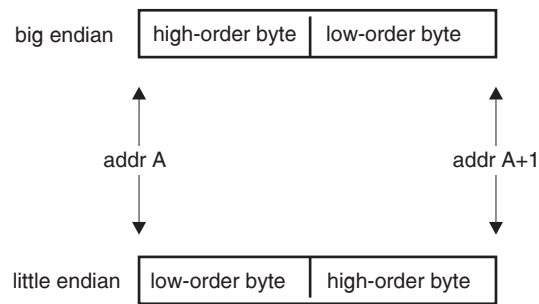 big endian high-order byte low-order byte
addr A addr A+1
little endian low-order byte high-order byte